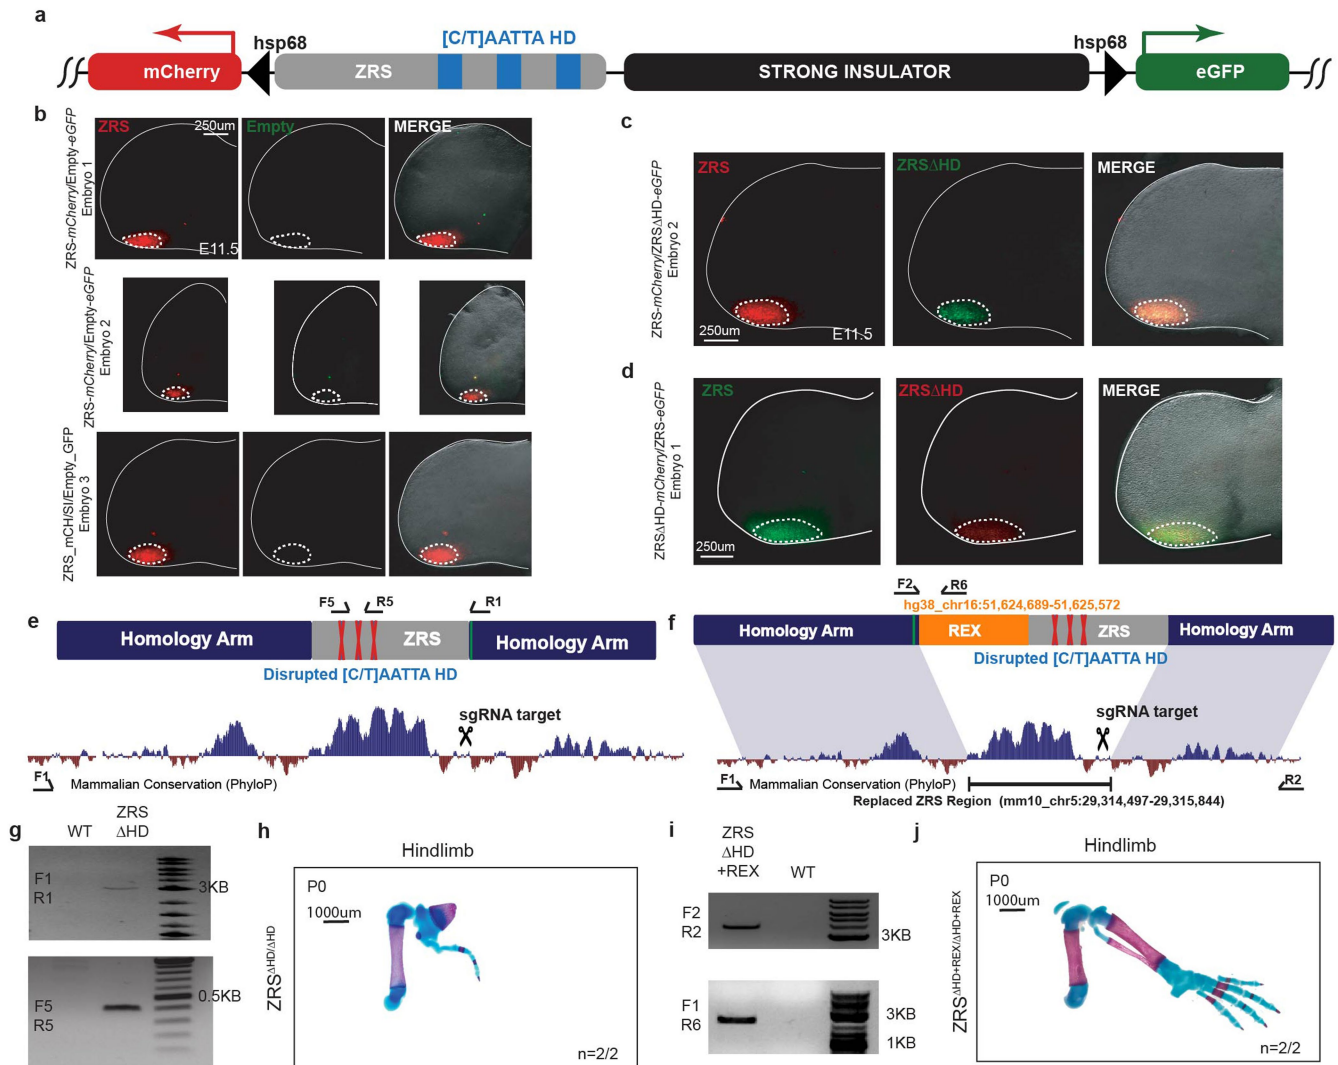 a
hsp68
[C/T]AATTA HD
hsp68
mCherry
ZRS
STRONG INSULATOR
eGFP
b
ZRS-mCherry/Empty-eGFP
Embryo 1
ZRS
250um
Empty
MERGE
E11.5
ZRS-mCherry/Empty-eGFP
Embryo 2
ZRS_mCH/SI/Empty_GFP
Embryo 3
c
ZRS-mCherry/ZRSΔHD-eGFP
Embryo 2
ZRS
ZRSΔHD
MERGE
250um
E11.5
d
ZRSΔHD-mCherry/ZRS-eGFP
Embryo 1
ZRS
ZRSΔHD
MERGE
250um
e
F5
R5
R1
Homology Arm
ZRS
Homology Arm
Disrupted [C/T]AATTA HD
sgRNA target
F1
Mammalian Conservation (PhyloP)
f
F2
R6
hg38_chr16:51,624,689-51,625,572
Homology Arm
REX
ZRS
Homology Arm
Disrupted [C/T]AATTA HD
sgRNA target
F1
Mammalian Conservation (PhyloP)
R2
Replaced ZRS Region (mm10_chr5:29,314,497-29,315,844)
g
WT
ZRS
ΔHD
F1
R1
3KB
F5
R5
0.5KB
h
Hindlimb
ZRSΔHD/ΔHD
P0
1000um
n=2/2
i
ZRS
ΔHD
+REX
WT
F2
R2
3KB
F1
R6
3KB
1KB
j
Hindlimb
ZRSΔHD+REX/ΔHD+REX
P0
1000um
n=2/2